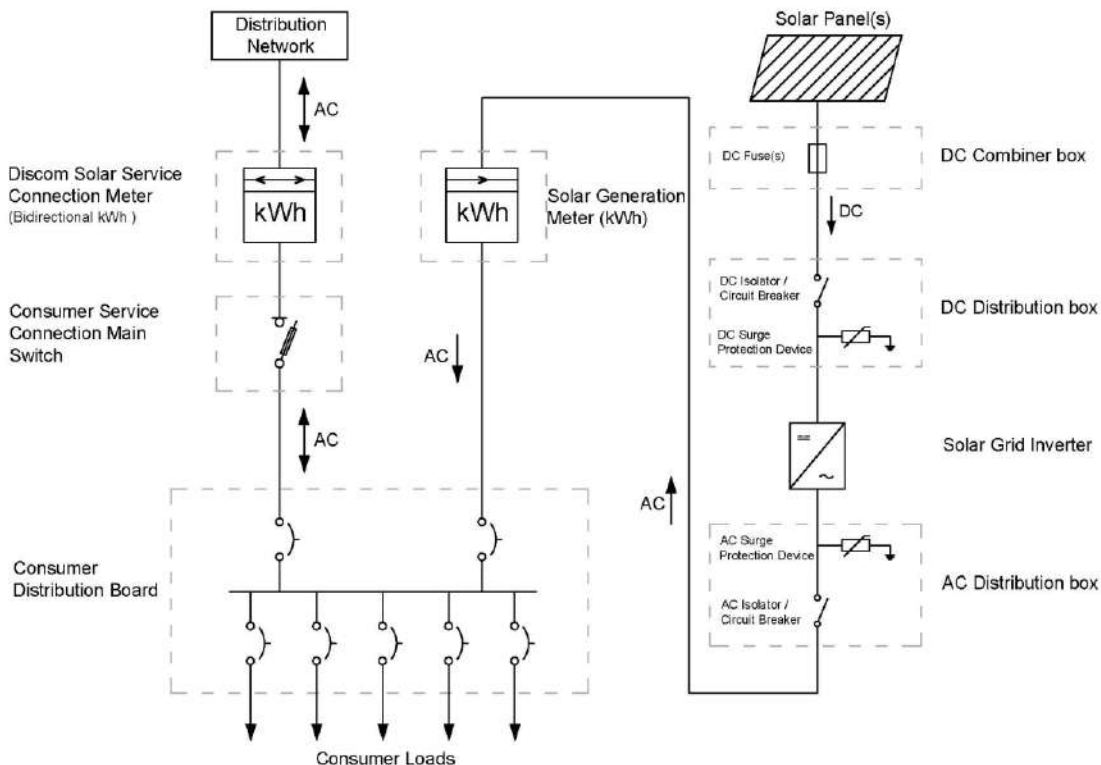 Distribution
Network
AC
Discom Solar Service
Connection Meter
(Bidirectional kWh )
kWh
Consumer Service
Connection Main
Switch
AC
Consumer
Distribution Board
Consumer Loads
kWh
Solar Generation
Meter (kWh)
AC
AC
Solar Panel(s)
DC Fuse(s)
DC Combiner box
DC
DC Isolator /
Circuit Breaker
DC Surge
Protection Device
DC Distribution box
Solar Grid Inverter
AC Surge
Protection Device
AC Isolator /
Circuit Breaker
AC Distribution box